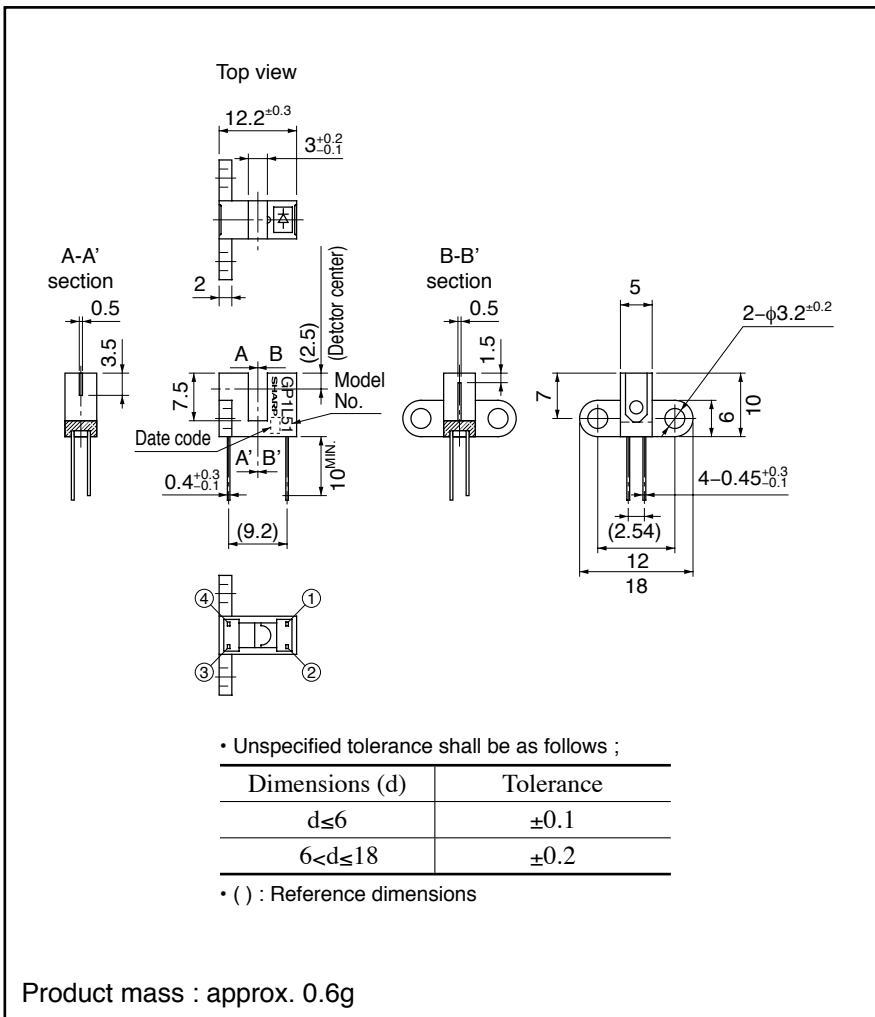 Top view
12.2±0.3
3+0.2 −0.1
A-A'
section
2
(Detctor center)
(2.5)
B-B'
section
5
2−φ3.2±0.2
0.5
3.5
0.5
1.5
A B
7.5
SHARP
GP1L51
Model
No.
7
6
10
Date code
A' B'
10MIN.
0.4+0.3 −0.1
4−0.45+0.3 −0.1
(9.2)
(2.54)
12
18
4 1
3 2
• Unspecified tolerance shall be as follows ;
Dimensions (d) Tolerance
d≤6 ±0.1
6<d≤18 ±0.2
• ( ) : Reference dimensions
Product mass : approx. 0.6g